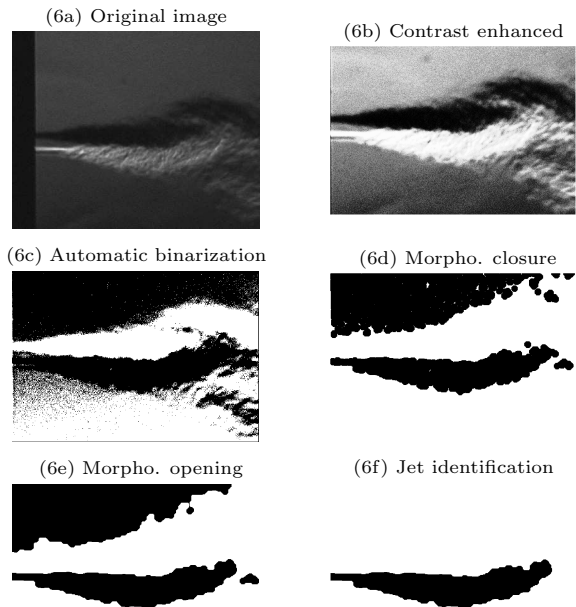 (6a) Original image
(6b) Contrast enhanced
(6c) Automatic binarization
(6d) Morpho. closure
(6e) Morpho. opening
(6f) Jet identification